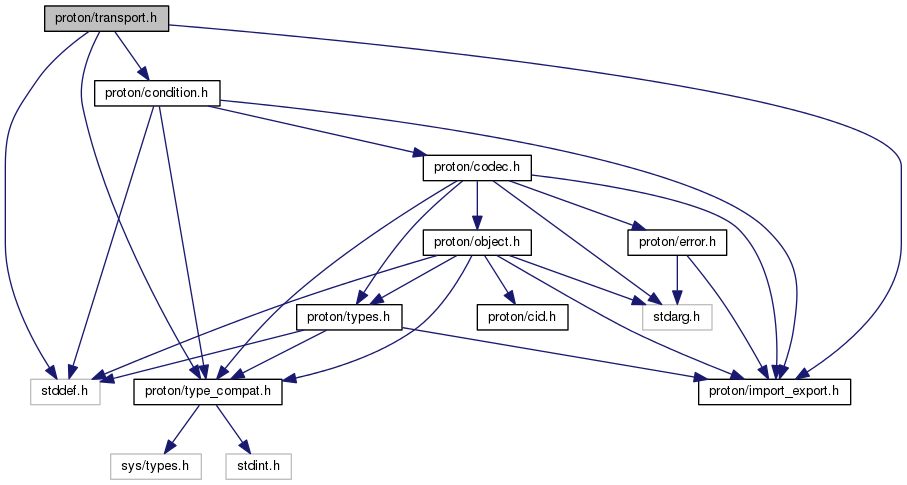 proton/transport.h
proton/condition.h
proton/codec.h
proton/object.h
proton/error.h
proton/types.h
proton/cid.h
stdarg.h
stddef.h
proton/type_compat.h
proton/import_export.h
sys/types.h
stdint.h